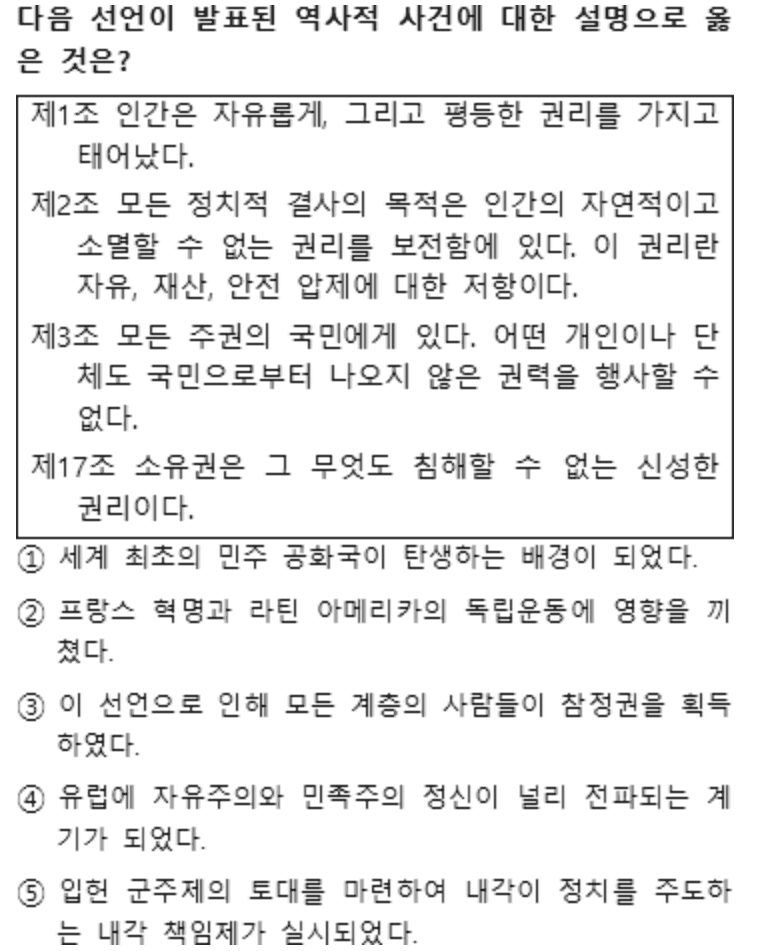 다음 선언이 발표된 역사적 사건에 대한 설명으로 옳
은 것은?
제1조 인간은 자유롭게, 그리고 평등한 권리를 가지고
태어났다.
제2조 모든 정치적 결사의 목적은 인간의 자연적이고
소멸할 수 없는 권리를 보전함에 있다. 이 권리란
자유, 재산, 안전 압제에 대한 저항이다.
제3조 모든 주권의 국민에게 있다. 어떤 개인이나 단
체도 국민으로부터 나오지 않은 권력을 행사할 수
없다.
제17조 소유권은 그 무엇도 침해할 수 없는 신성한
권리이다.
① 세계 최초의 민주 공화국이 탄생하는 배경이 되었다.
② 프랑스 혁명과 라틴 아메리카의 독립운동에 영향을 끼
쳤다.
③ 이 선언으로 인해 모든 계층의 사람들이 참정권을 획득
하였다.
④ 유럽에 자유주의와 민족주의 정신이 널리 전파되는 계
기가 되었다.
⑤ 입헌 군주제의 토대를 마련하여 내각이 정치를 주도하
는 내각 책임제가 실시되었다.